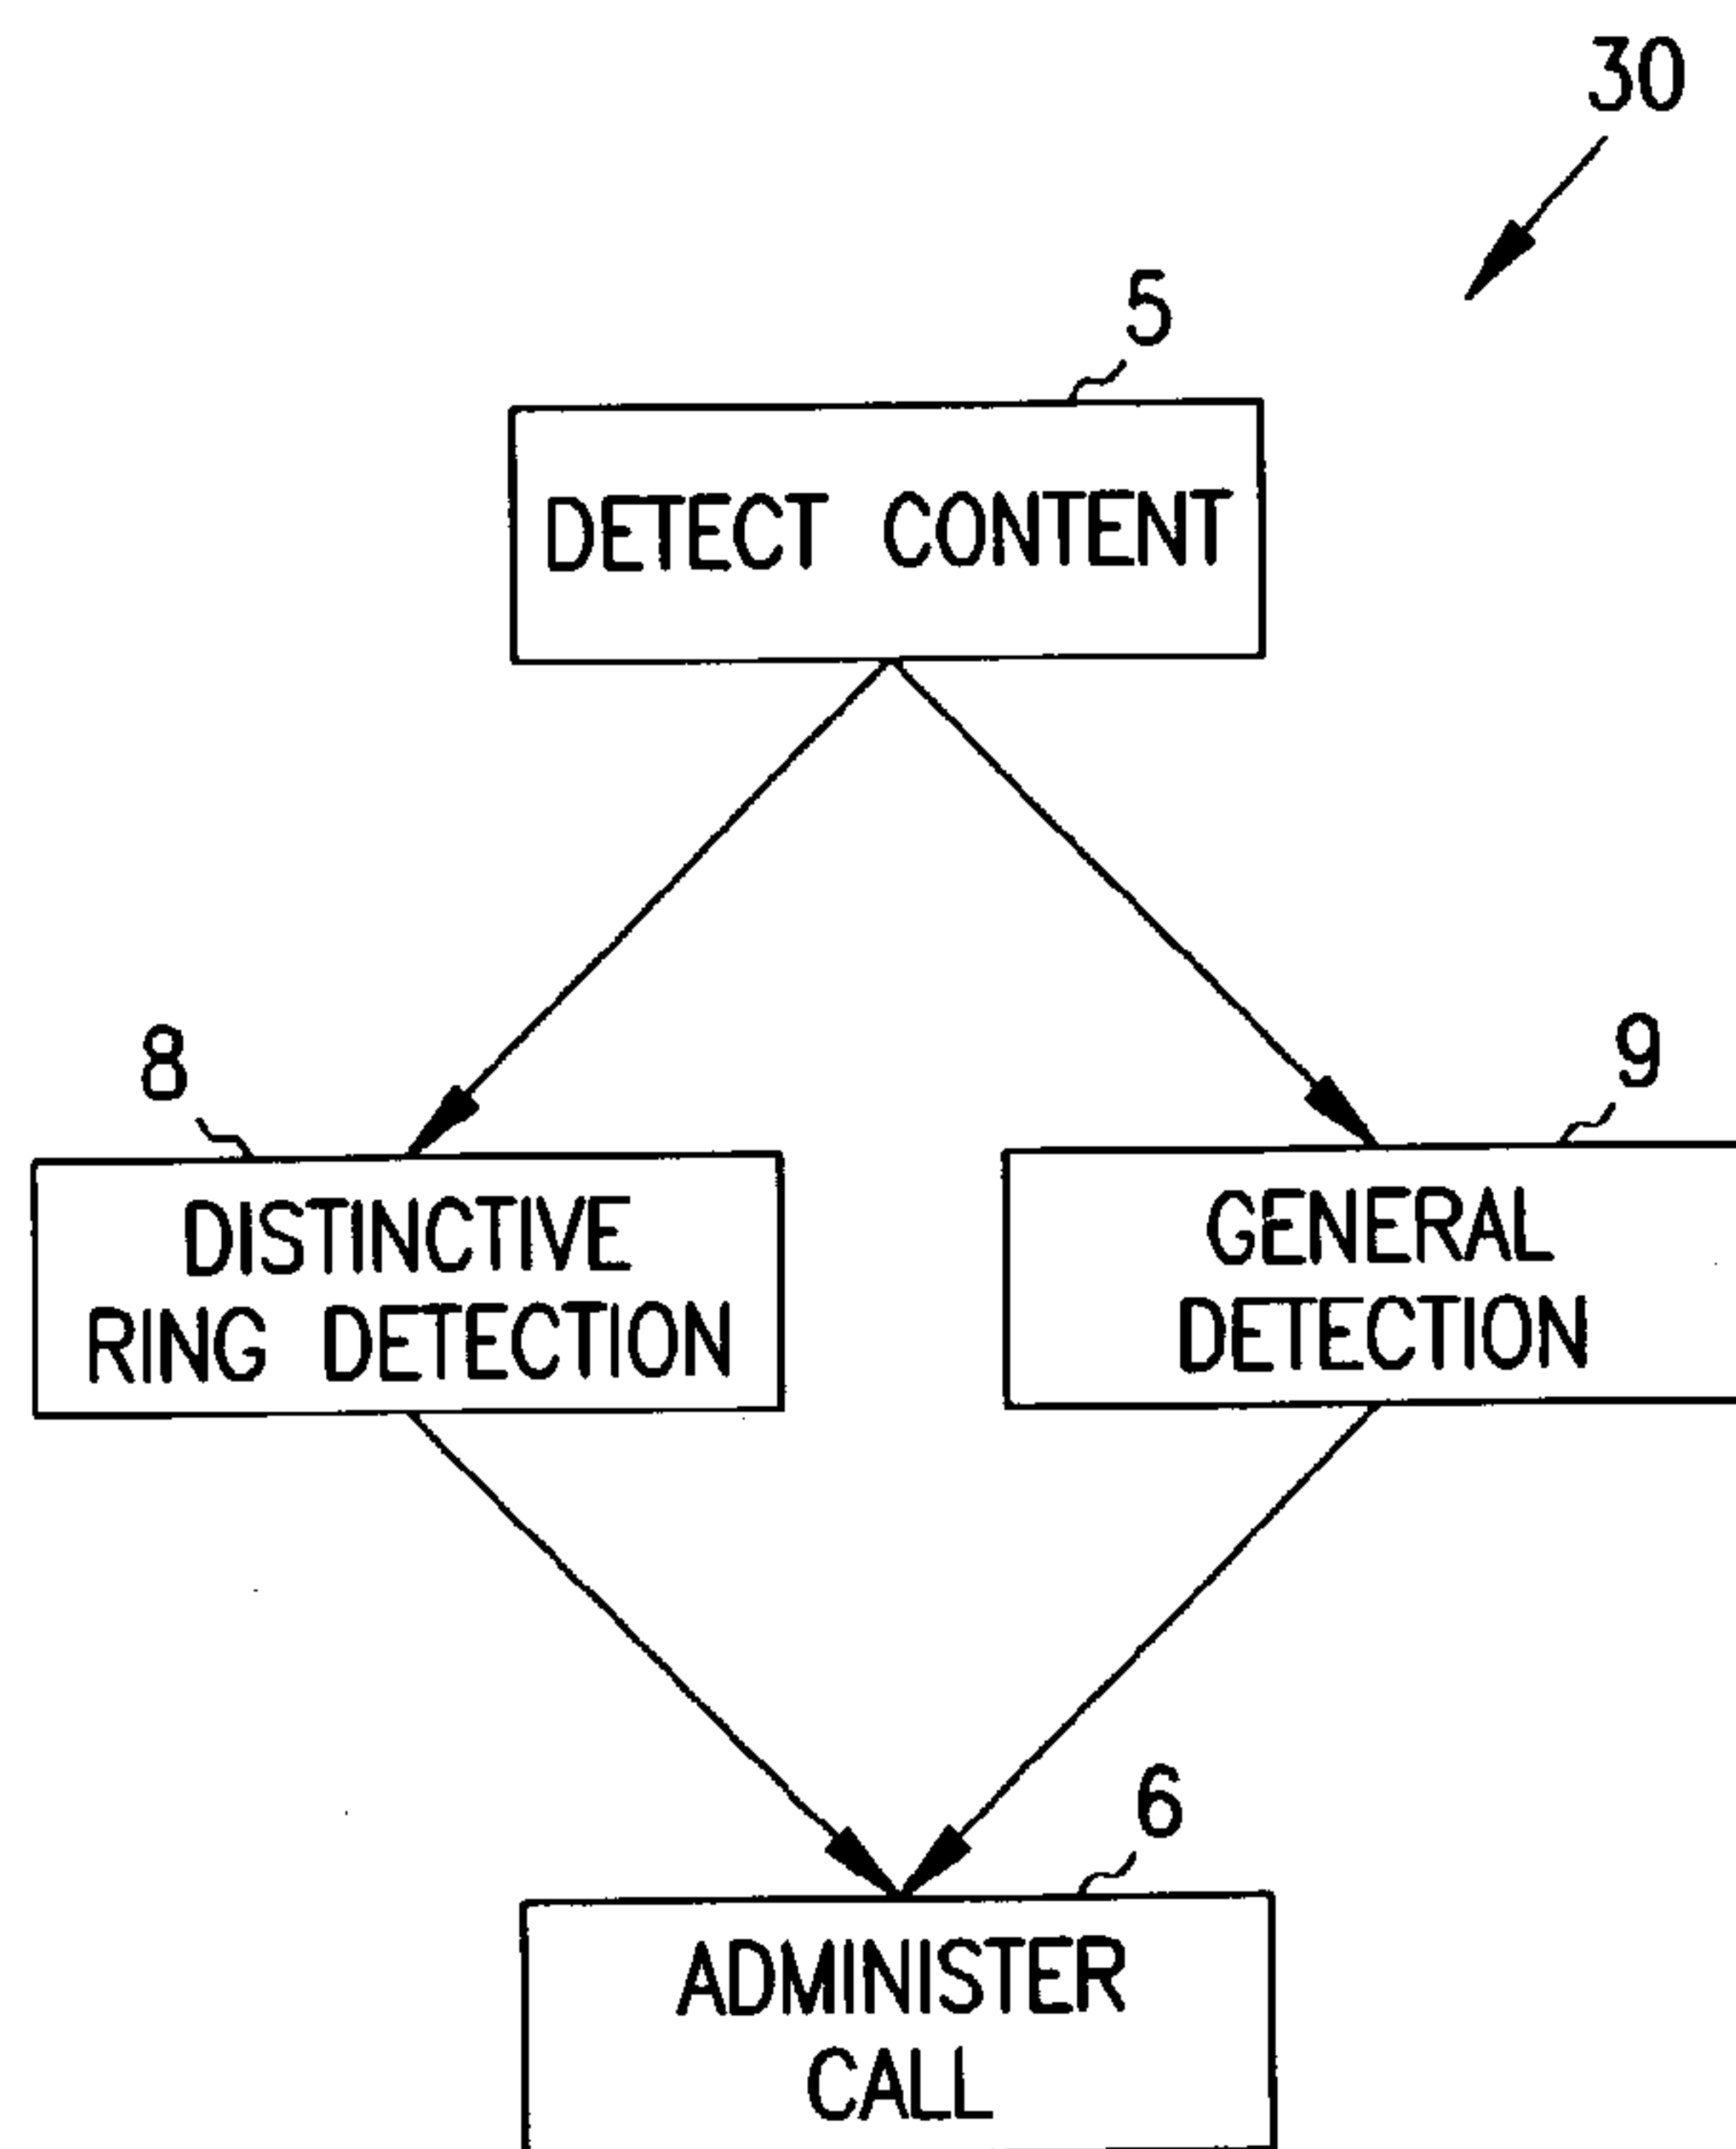 30
5
DETECT CONTENT
8
9
DISTINCTIVE
RING DETECTION
GENERAL
DETECTION
6
ADMINISTER
CALL